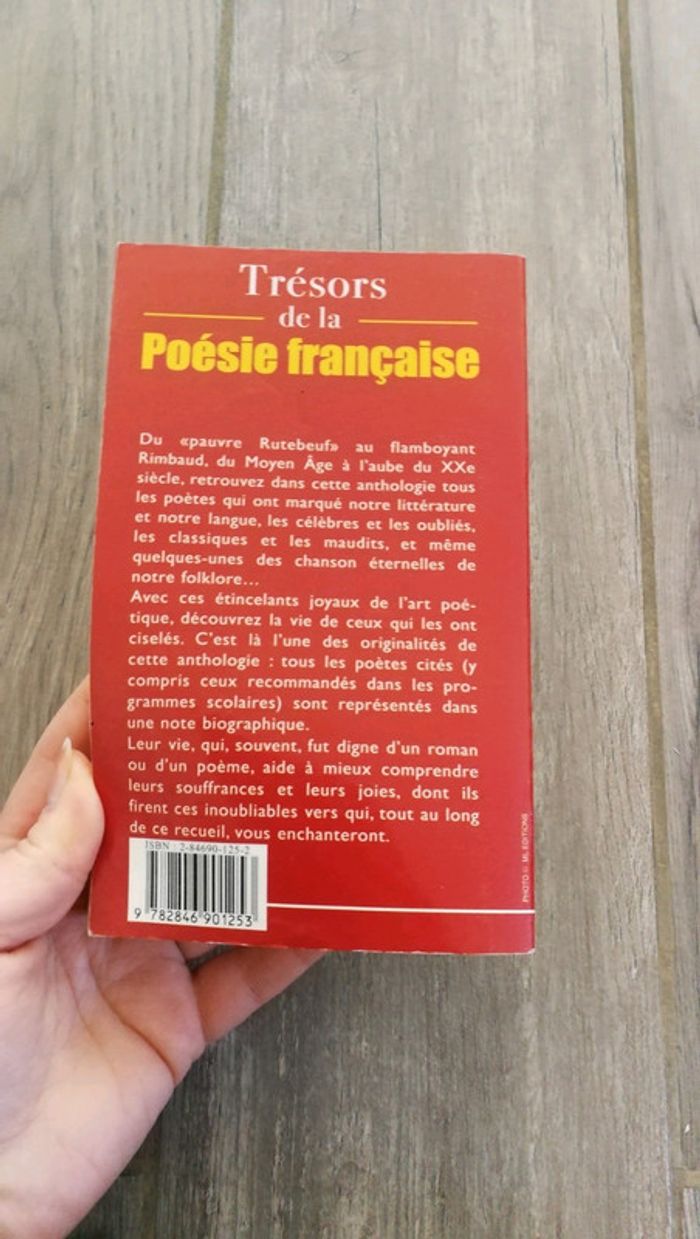 Trésors
de la
Poésie française
Du «pauvre Rutebeuf» au flamboyant
Rimbaud, du Moyen Âge à l'aube du XXe
siècle, retrouvez dans cette anthologie tous
les poètes qui ont marqué notre littérature
et notre langue, les célèbres et les oubliés,
les classiques et les maudits, et même
quelques-unes des chanson éternelles de
notre folklore...
Avec ces étincelants joyaux de l'art poé-
tique, découvrez la vie de ceux qui les ont
ciselés. C'est là l'une des originalités de
cette anthologie : tous les poètes cités (y
compris ceux recommandés dans les pro-
grammes scolaires) sont représentés dans
une note biographique.
Leur vie, qui, souvent, fut digne d'un roman
ou d'un poème, aide à mieux comprendre
leurs souffrances et leurs joies, dont ils
firent ces inoubliables vers qui, tout au long
de ce recueil, vous enchanteront.
ISBN : 2-84690-125-2
9 782846 901253
PHOTO © ML EDITIONS